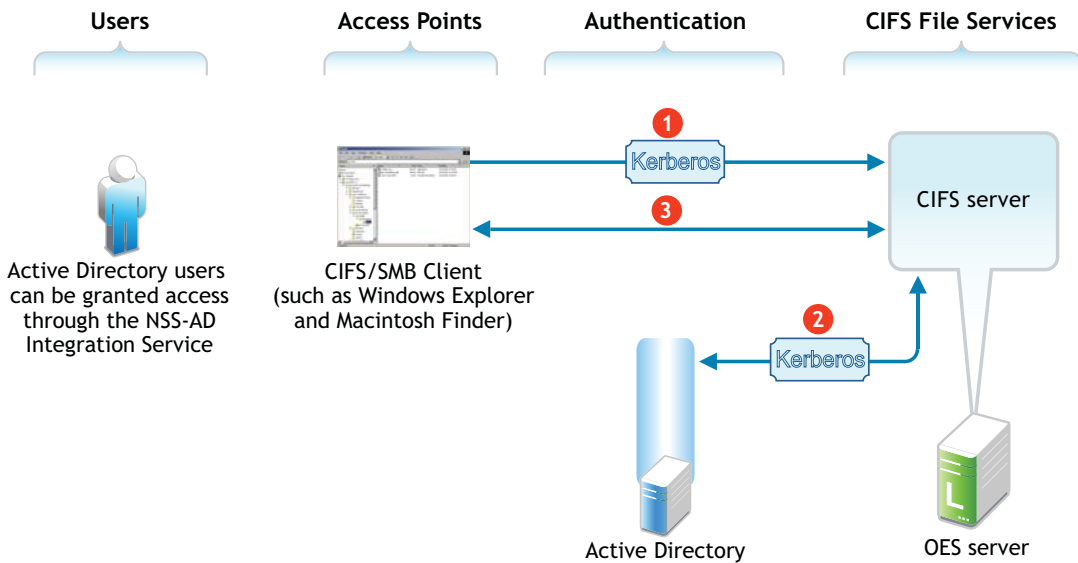 Users
Access Points
Authentication
CIFS File Services
1
Kerberos
3
CIFS server
Active Directory users
can be granted access
through the NSS-AD
Integration Service
CIFS/SMB Client
(such as Windows Explorer
and Macintosh Finder)
2
Kerberos
L
Active Directory
OES server